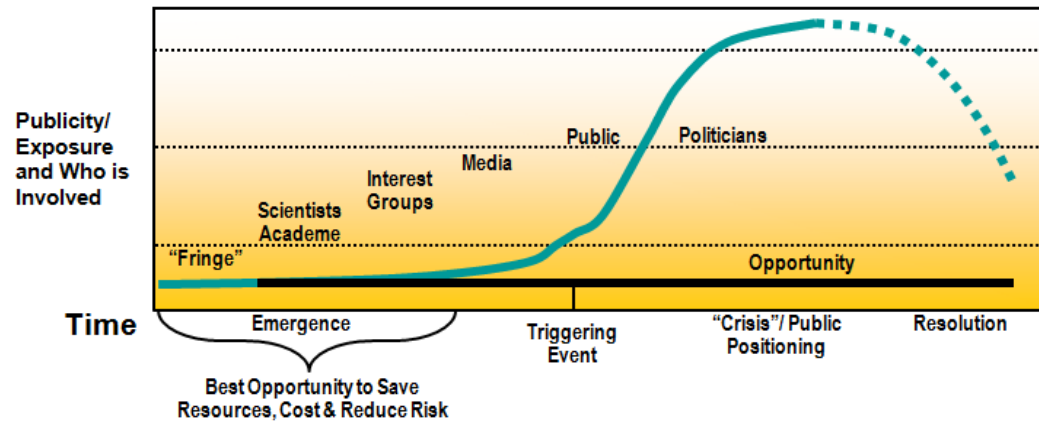 Publicity/
Exposure
and Who is
Involved
“Fringe”
Scientists
Academe
Interest
Groups
Media
Public
Politicians
Opportunity
Time
Emergence
Triggering
Event
“Crisis”/ Public
Positioning
Resolution
Best Opportunity to Save
Resources, Cost & Reduce Risk